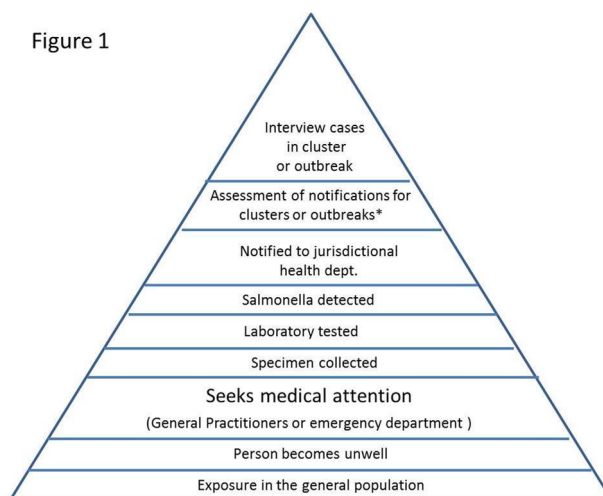 Figure 1
Interview cases
in cluster
or outbreak
Assessment of notifications for
clusters or outbreaks*
Notified to jurisdictional
health dept.
Salmonella detected
Laboratory tested
Specimen collected
Seeks medical attention
(General Practitioners or emergency department )
Person becomes unwell
Exposure in the general population